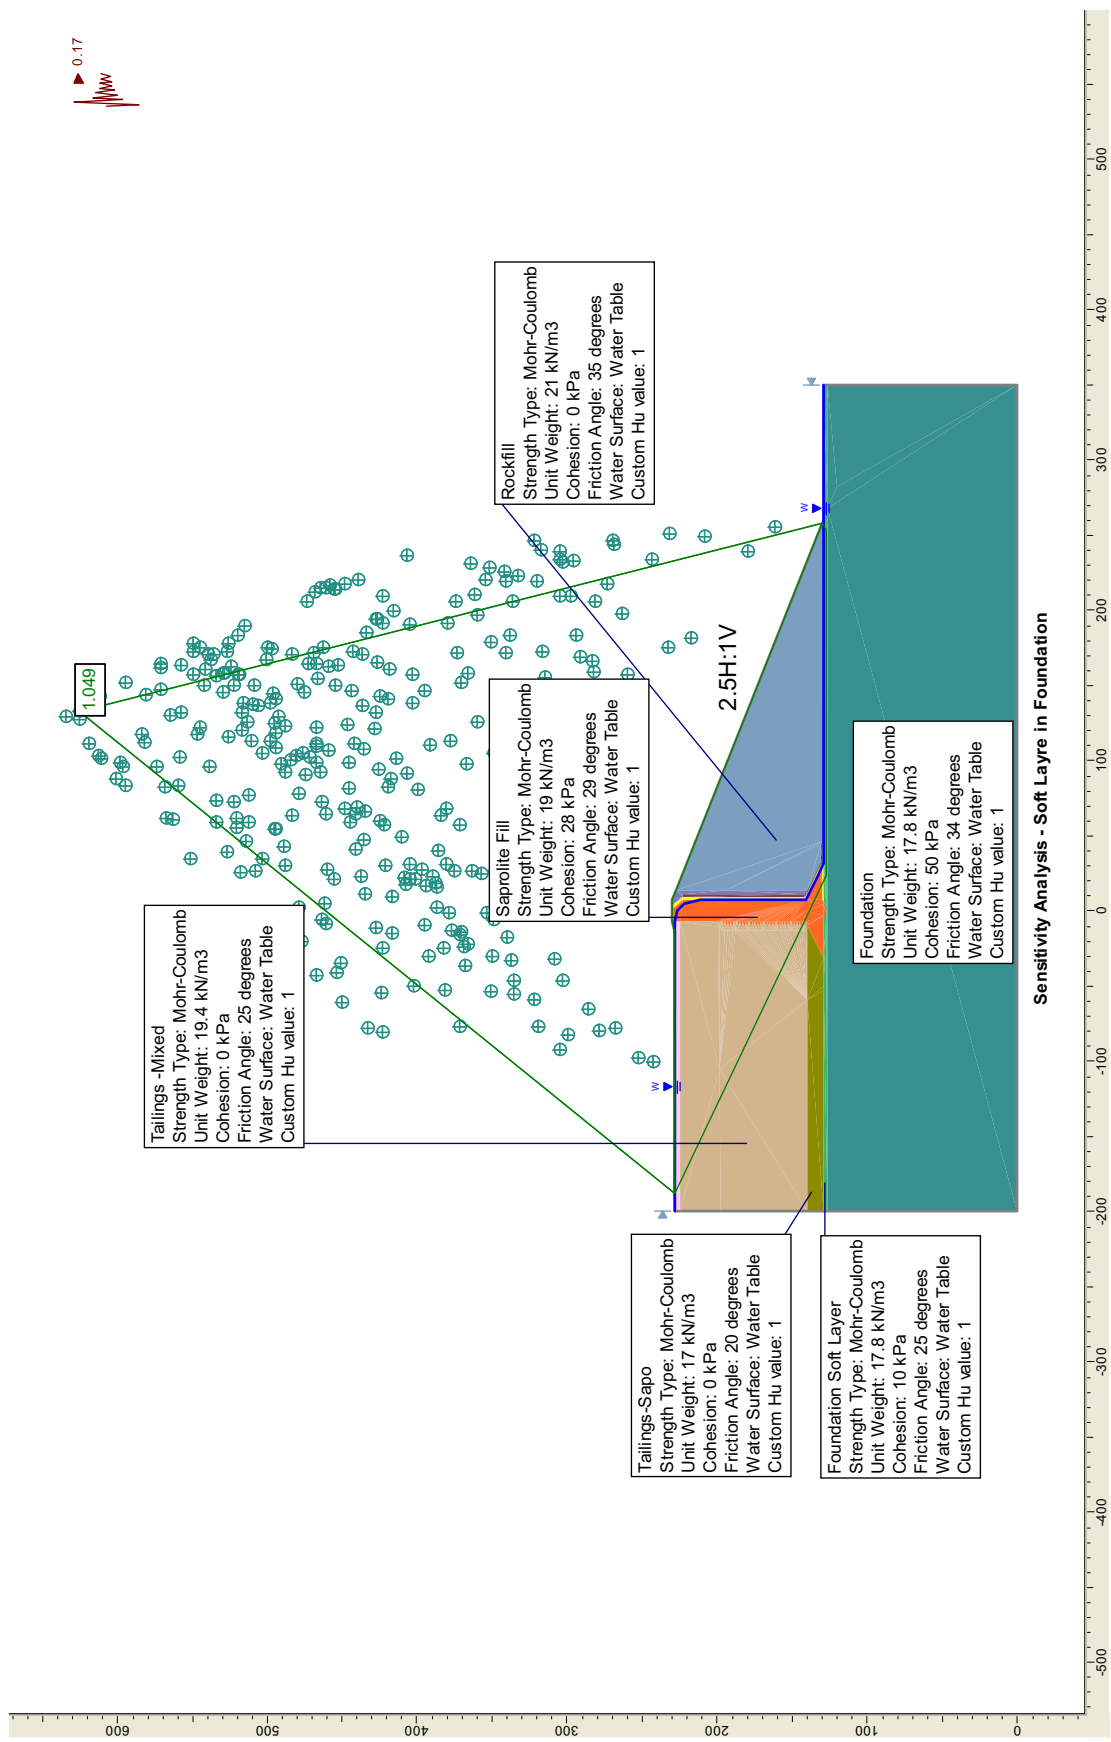 0.17
1.049
Tailings -Mixed
Strength Type: Mohr-Coulomb
Unit Weight: 19.4 kN/m3
Cohesion: 0 kPa
Friction Angle: 25 degrees
Water Surface: Water Table
Custom Hu value: 1
Rockfill
Strength Type: Mohr-Coulomb
Unit Weight: 21 kN/m3
Cohesion: 0 kPa
Friction Angle: 35 degrees
Water Surface: Water Table
Custom Hu value: 1
Saprolite Fill
Strength Type: Mohr-Coulomb
Unit Weight: 19 kN/m3
Cohesion: 28 kPa
Friction Angle: 29 degrees
Water Surface: Water Table
Custom Hu value: 1
2.5H:1V
W
W
Tailings-Sapo
Strength Type: Mohr-Coulomb
Unit Weight: 17 kN/m3
Cohesion: 0 kPa
Friction Angle: 20 degrees
Water Surface: Water Table
Custom Hu value: 1
Foundation Soft Layer
Strength Type: Mohr-Coulomb
Unit Weight: 17.8 kN/m3
Cohesion: 10 kPa
Friction Angle: 25 degrees
Water Surface: Water Table
Custom Hu value: 1
Foundation
Strength Type: Mohr-Coulomb
Unit Weight: 17.8 kN/m3
Cohesion: 50 kPa
Friction Angle: 34 degrees
Water Surface: Water Table
Custom Hu value: 1
Sensitivity Analysis - Soft Layre in Foundation
600
500
400
300
200
100
0
-500
-400
-300
-200
-100
0
100
200
300
400
500